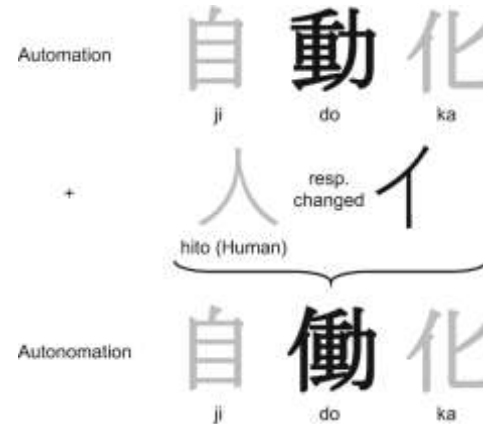 Automation 自 動 化
ji do ka
+ 人 resp. changed イ
hito (Human)
Autonomation 自 働 化
ji do ka